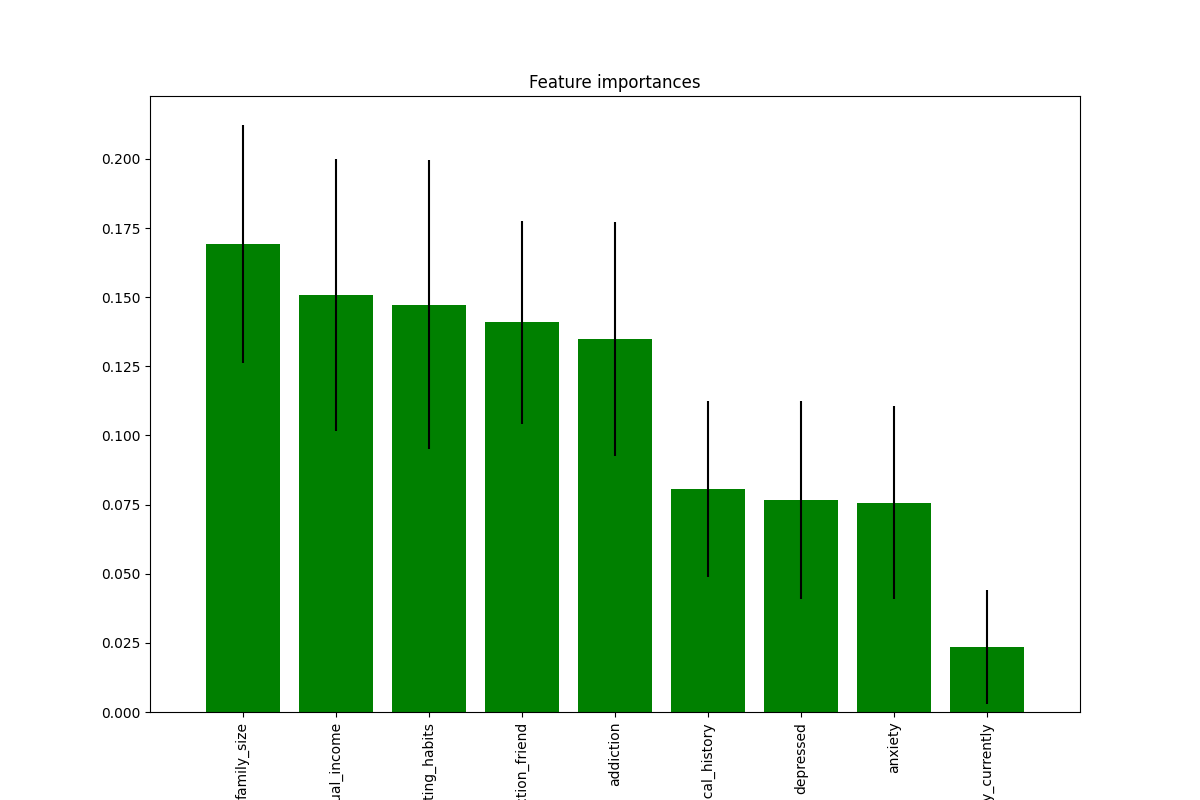 Feature importances
0.200
0.175
0.150
0.125
0.100
0.075
0.050
0.025
0.000
family_size
ual_income
ting_habits
ction_friend
addiction
cal_history
depressed
anxiety
y_currently